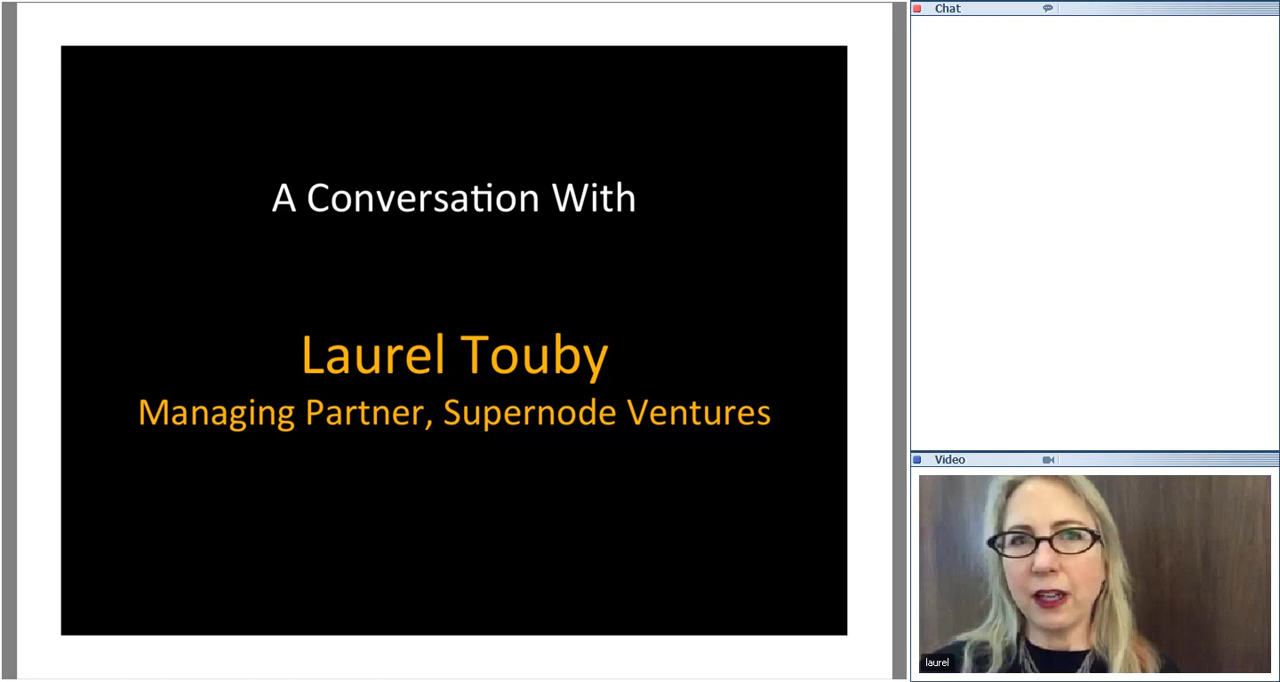 A Conversation With
Laurel Touby
Managing Partner, Supernode Ventures
Chat
Video
laurel